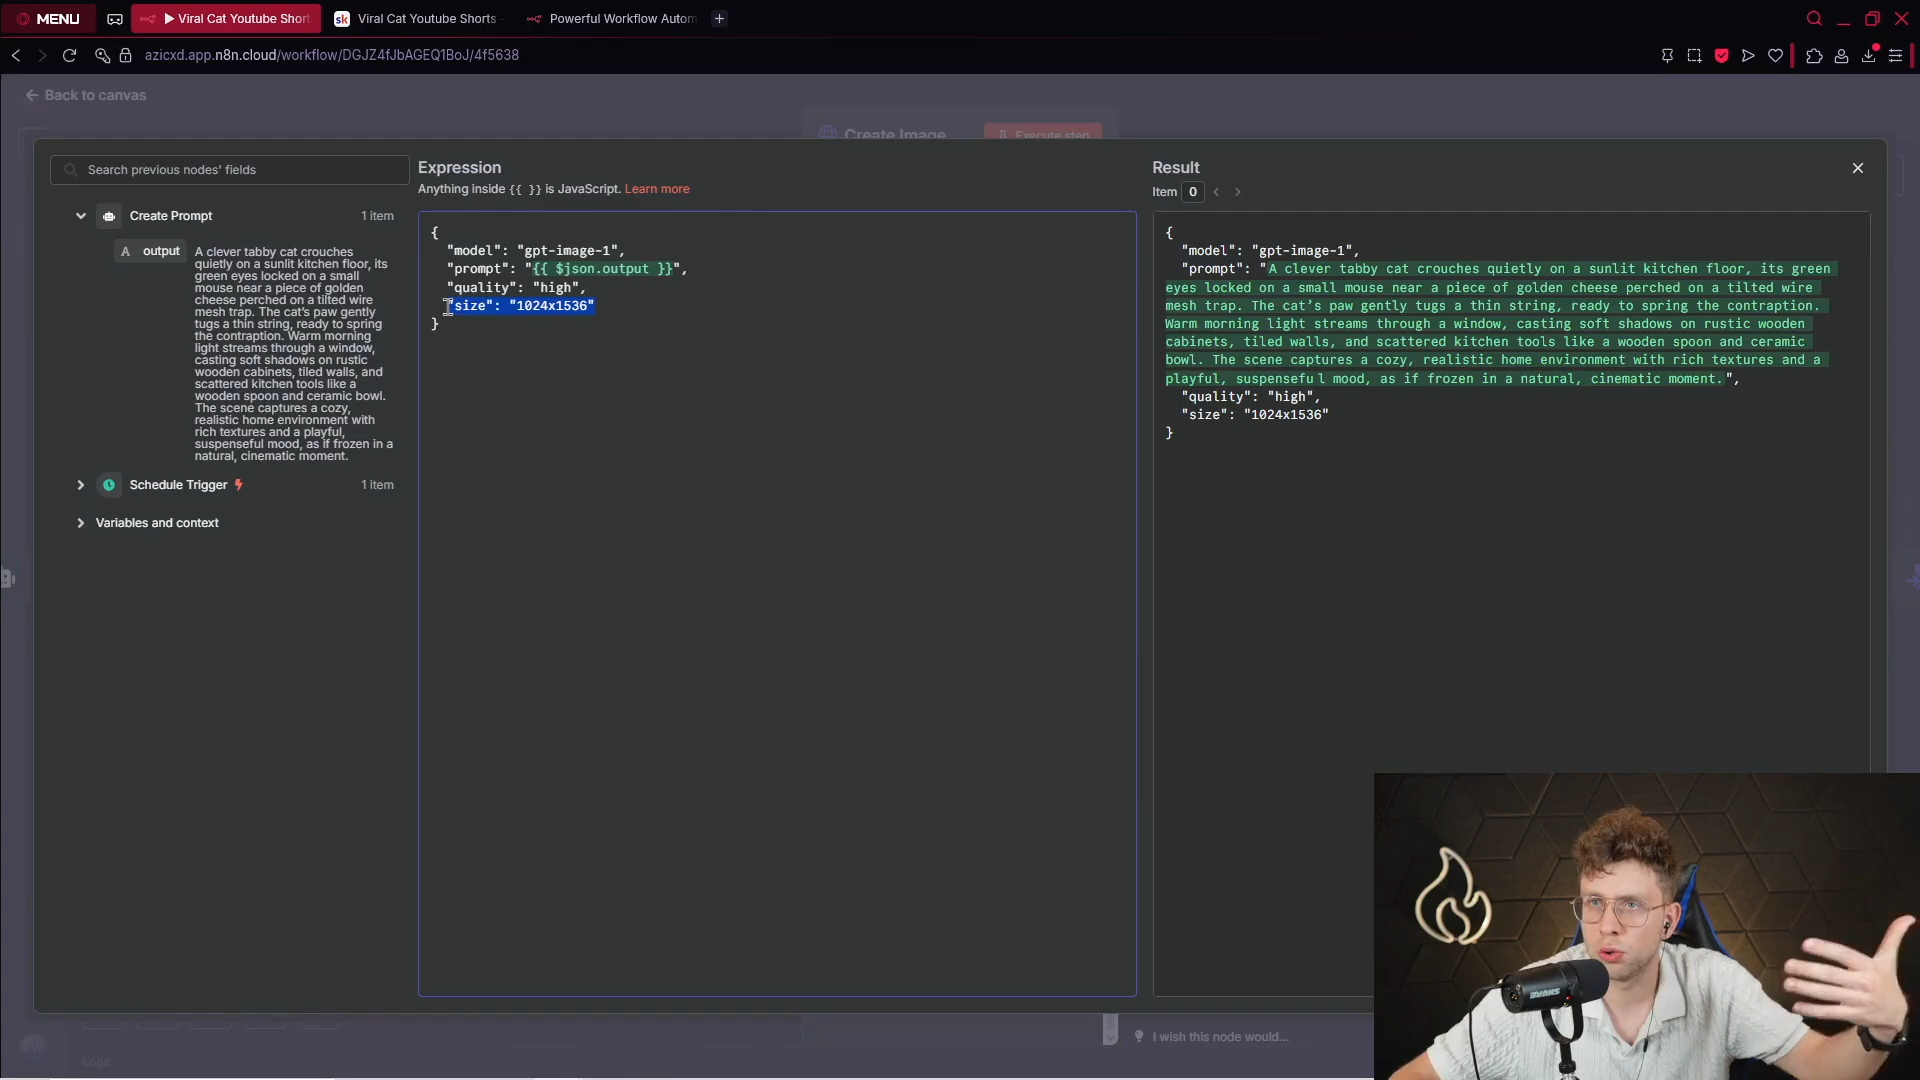 MENU
▶ Viral Cat Youtube Short
sk
Viral Cat Youtube Shorts
Powerful Workflow Autom
azicxd.app.n8n.cloud/workflow/DGJZ4fJbAGEQ1BoJ/4f5638
Back to canvas
Create Image
Execute step
Search previous nodes' fields
Create Prompt
1 item
A output
A clever tabby cat crouches
quietly on a sunlit kitchen floor, its
green eyes locked on a small
mouse near a piece of golden
cheese perched on a tilted wire
mesh trap. The cat's paw gently
tugs a thin string, ready to spring
the contraption. Warm morning
light streams through a window,
casting soft shadows on rustic
wooden cabinets, tiled walls, and
scattered kitchen tools like a
wooden spoon and ceramic bowl.
The scene captures a cozy,
realistic home environment with
rich textures and a playful,
suspenseful mood, as if frozen in a
natural, cinematic moment.
Schedule Trigger
1 item
Variables and context
Expression
Anything inside {{ }} is JavaScript. Learn more
{
"model": "gpt-image-1",
"prompt": "{{ $json.output }}",
"quality": "high",
"size": "1024x1536"
}
Result
Item 0
{
"model": "gpt-image-1",
"prompt": "A clever tabby cat crouches quietly on a sunlit kitchen floor, its green
eyes locked on a small mouse near a piece of golden cheese perched on a tilted wire
mesh trap. The cat's paw gently tugs a thin string, ready to spring the contraption.
Warm morning light streams through a window, casting soft shadows on rustic wooden
cabinets, tiled walls, and scattered kitchen tools like a wooden spoon and ceramic
bowl. The scene captures a cozy, realistic home environment with rich textures and a
playful, suspenseful mood, as if frozen in a natural, cinematic moment.",
"quality": "high",
"size": "1024x1536"
}
I wish this node would...
Logs
SHURE